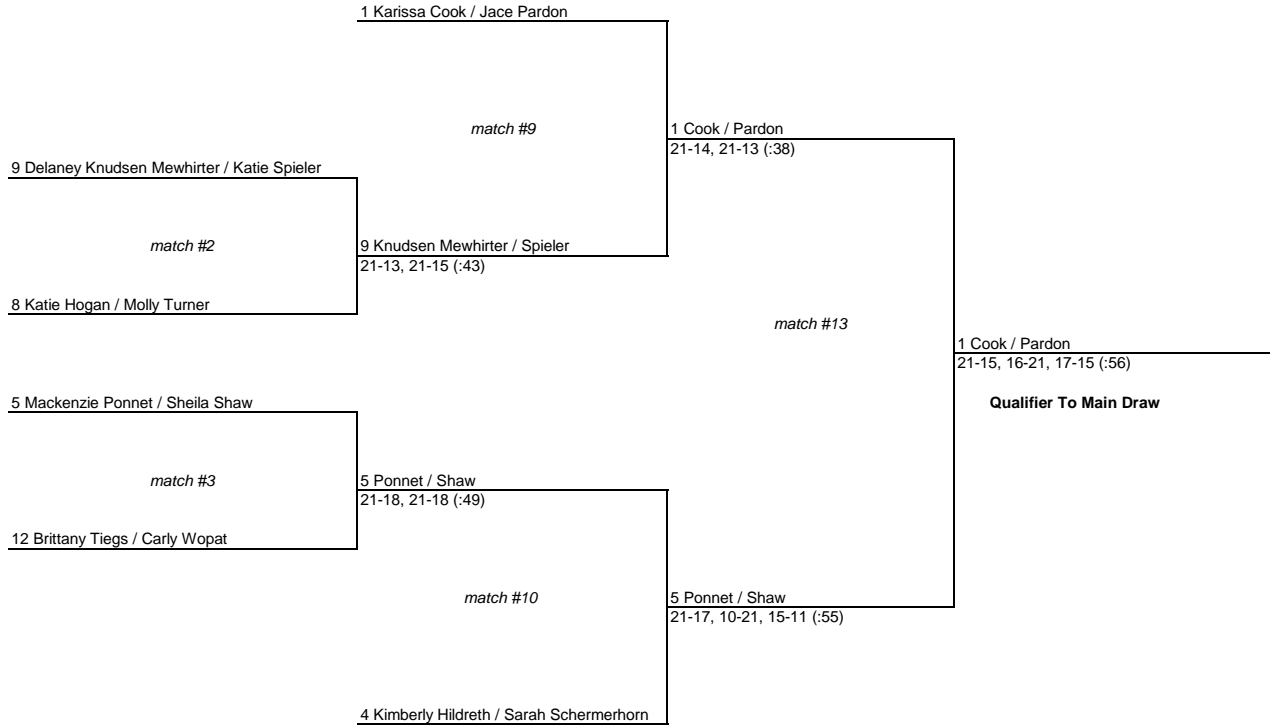 1 Karissa Cook / Jace Pardon
match #9
1 Cook / Pardon
21-14, 21-13 (:38)
9 Delaney Knudsen Mewhirter / Katie Spieler
match #2
9 Knudsen Mewhirter / Spieler
21-13, 21-15 (:43)
8 Katie Hogan / Molly Turner
match #13
1 Cook / Pardon
21-15, 16-21, 17-15 (:56)
Qualifier To Main Draw
5 Mackenzie Ponnet / Sheila Shaw
match #3
5 Ponnet / Shaw
21-18, 21-18 (:49)
12 Brittany Tiegs / Carly Wopat
match #10
5 Ponnet / Shaw
21-17, 10-21, 15-11 (:55)
4 Kimberly Hildreth / Sarah Schermerhorn